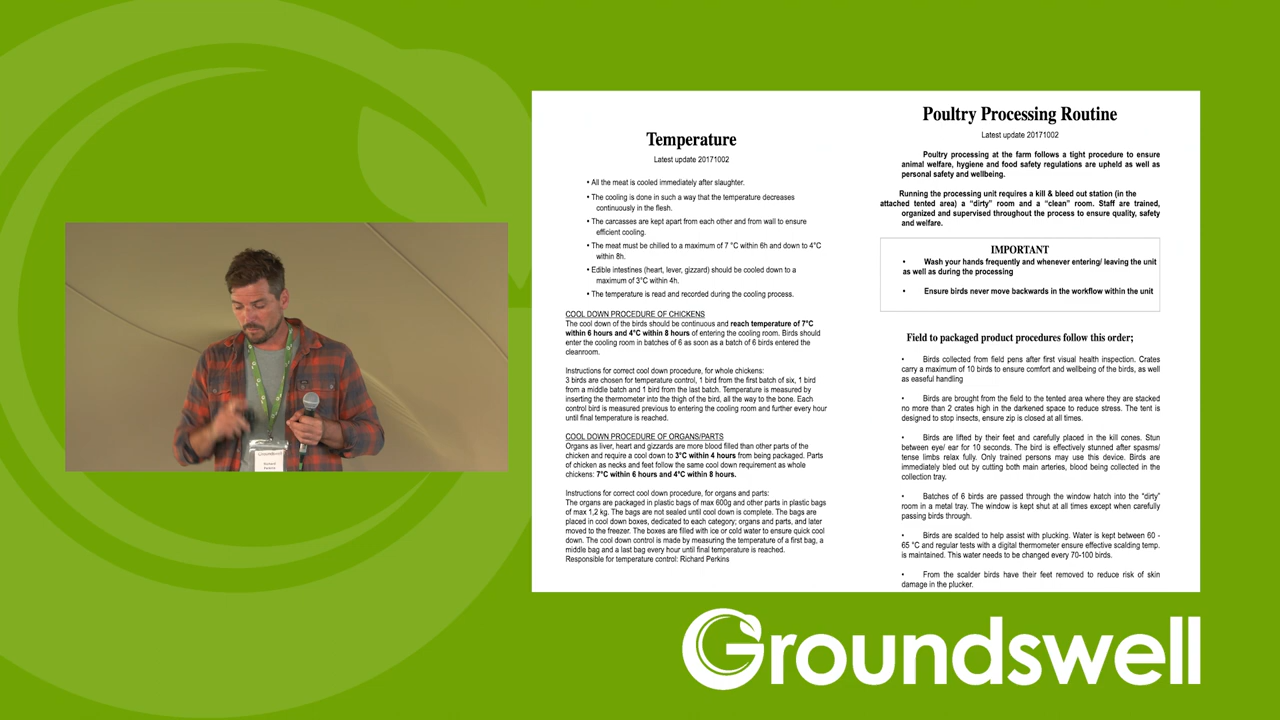 Temperature
Latest update 20171002
• All the meat is cooled immediately after slaughter.
• The cooling is done in such a way that the temperature decreases
continuously in the flesh.
• The carcasses are kept apart from each other and from wall to ensure
efficient cooling.
• The meat must be chilled to a maximum of 7 °C within 6h and down to 4°C
within 8h.
• Edible intestines (heart, lever, gizzard) should be cooled down to a
maximum of 3°C within 4h.
• The temperature is read and recorded during the cooling process.
COOL DOWN PROCEDURE OF CHICKENS
The cool down of the birds should be continuous and reach temperature of 7°C
within 6 hours and 4°C within 8 hours of entering the cooling room. Birds should
enter the cooling room in batches of 6 as soon as a batch of 6 birds entered the
cleanroom.
Instructions for correct cool down procedure, for whole chickens:
3 birds are chosen for temperature control, 1 bird from the first batch of six, 1 bird
from a middle batch and 1 bird from the last batch. Temperature is measured by
inserting the thermometer into the thigh of the bird, all the way to the bone. Each
control bird is measured previous to entering the cooling room and further every hour
until final temperature is reached.
COOL DOWN PROCEDURE OF ORGANS/PARTS
Organs as liver, heart and gizzards are more blood filled than other parts of the
chicken and require a cool down to 3°C within 4 hours from being packaged. Parts
of chicken as necks and feet follow the same cool down requirement as whole
chickens: 7°C within 6 hours and 4°C within 8 hours.
Instructions for correct cool down procedure, for organs and parts:
The organs are packaged in plastic bags of max 600g and other parts in plastic bags
of max 1,2 kg. The bags are not sealed until cool down is complete. The bags are
placed in cool down boxes, dedicated to each category; organs and parts, and later
moved to the freezer. The boxes are filled with ice or cold water to ensure quick cool
down. The cool down control is made by measuring the temperature of a first bag, a
middle bag and a last bag every hour until final temperature is reached.
Responsible for temperature control: Richard Perkins
Poultry Processing Routine
Latest update 20171002
Poultry processing at the farm follows a tight procedure to ensure
animal welfare, hygiene and food safety regulations are upheld as well as
personal safety and wellbeing.
Running the processing unit requires a kill & bleed out station (in the
attached tented area) a “dirty” room and a “clean” room. Staff are trained,
organized and supervised throughout the process to ensure quality, safety
and welfare.
IMPORTANT
• Wash your hands frequently and whenever entering/ leaving the unit
as well as during the processing
• Ensure birds never move backwards in the workflow within the unit
Field to packaged product procedures follow this order;
• Birds collected from field pens after first visual health inspection. Crates
carry a maximum of 10 birds to ensure comfort and wellbeing of the birds, as well
as easeful handling
• Birds are brought from the field to the tented area where they are stacked
no more than 2 crates high in the darkened space to reduce stress. The tent is
designed to stop insects, ensure zip is closed at all times.
• Birds are lifted by their feet and carefully placed in the kill cones. Stun
between eye/ ear for 10 seconds. The bird is effectively stunned after spasms/
tense limbs relax fully. Only trained persons may use this device. Birds are
immediately bled out by cutting both main arteries, blood being collected in the
collection tray.
• Batches of 6 birds are passed through the window hatch into the “dirty”
room in a metal tray. The window is kept shut at all times except when carefully
passing birds through.
• Birds are scalded to help assist with plucking. Water is kept between 60 -
65 °C and regular tests with a digital thermometer ensure effective scalding temp.
is maintained. This water needs to be changed every 70-100 birds.
• From the scalder birds have their feet removed to reduce risk of skin
damage in the plucker.
Groundswell